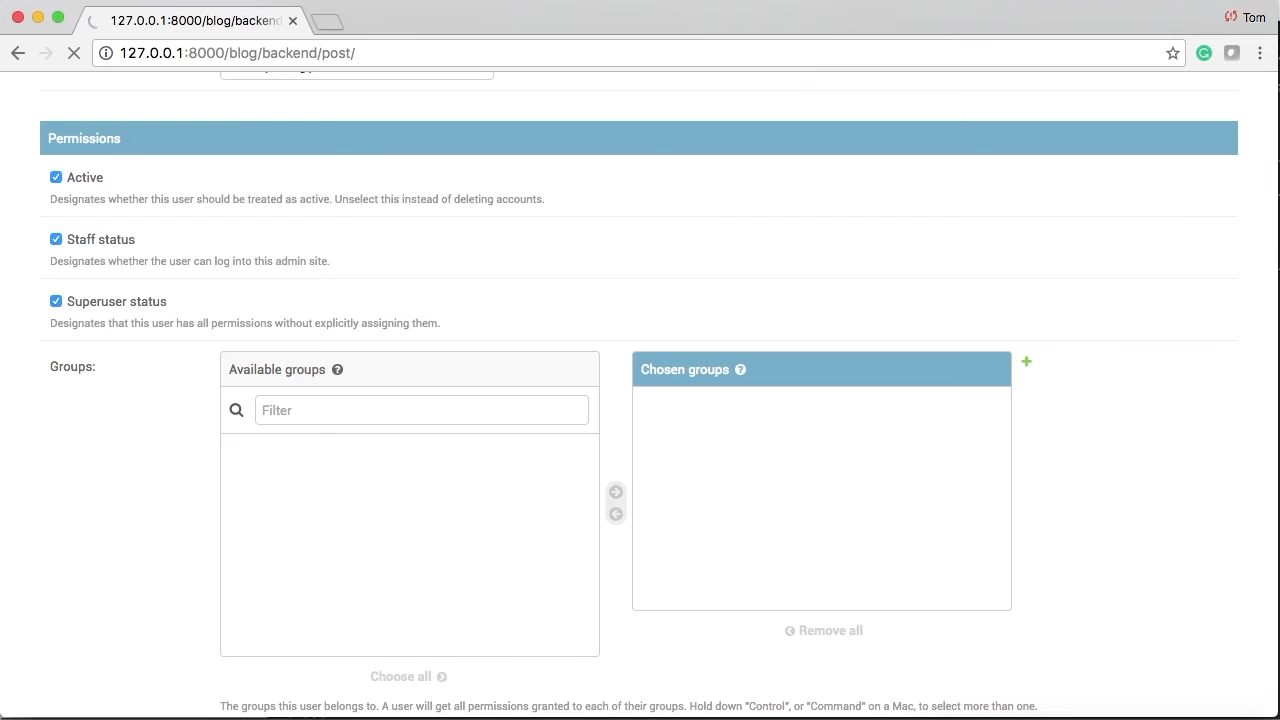 127.0.0.1:8000/blog/backend
Tom
127.0.0.1:8000/blog/backend/post/
Permissions
Active
Designates whether this user should be treated as active. Unselect this instead of deleting accounts.
Staff status
Designates whether the user can log into this admin site.
Superuser status
Designates that this user has all permissions without explicitly assigning them.
Groups:
Available groups ?
Chosen groups ?
Filter
Remove all
Choose all
The groups this user belongs to. A user will get all permissions granted to each of their groups. Hold down "Control", or "Command" on a Mac, to select more than one.